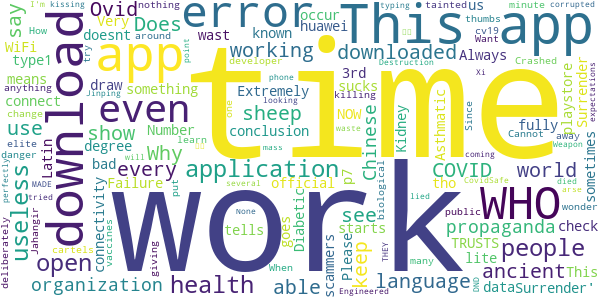 This
app
error
time
work
download
app
even
WHO
useless
Ovid
say
Very
Does
doesnt
around
How
I'm
kissing
nothing
known
occur
huawei
us
wast
working
downloaded
3rd
sucks
killing
Number
something
WiFi
type1
means
anything
connect
draw
try
Extremely
sheep
conclusion
change
use
show
degree
elite
danger
Latin
Why
application
every
bad
put
tho
p7
official
Diabetic
Chinese
kidney
NOW
typing
tainted
thumbs
cv19
minute
corrupted
Want
Always
developer
Destruction
point
phone
Crashed
Xi
Since
looking
Asthmatic
playstore
Surrender
expectations
fully
Cannot
away
Weapon
mass
waste
learn
one
will
coming
COVID
world
sometimes
died
arse
open
Failure
connectivity
vaccines
giving
see
goes
starts
biological
None
several
CovidSafe
MADE
tried
wonder
public
THEY
lied
propaganda
check
people
TRUSTS
lite
ancient
This
perfectly
deliberately
Jahangir
cartels
Jinping
organization
health
tells
When
able
Please
scammers
keep
language
Engineered
many
DND
data
Surrender'